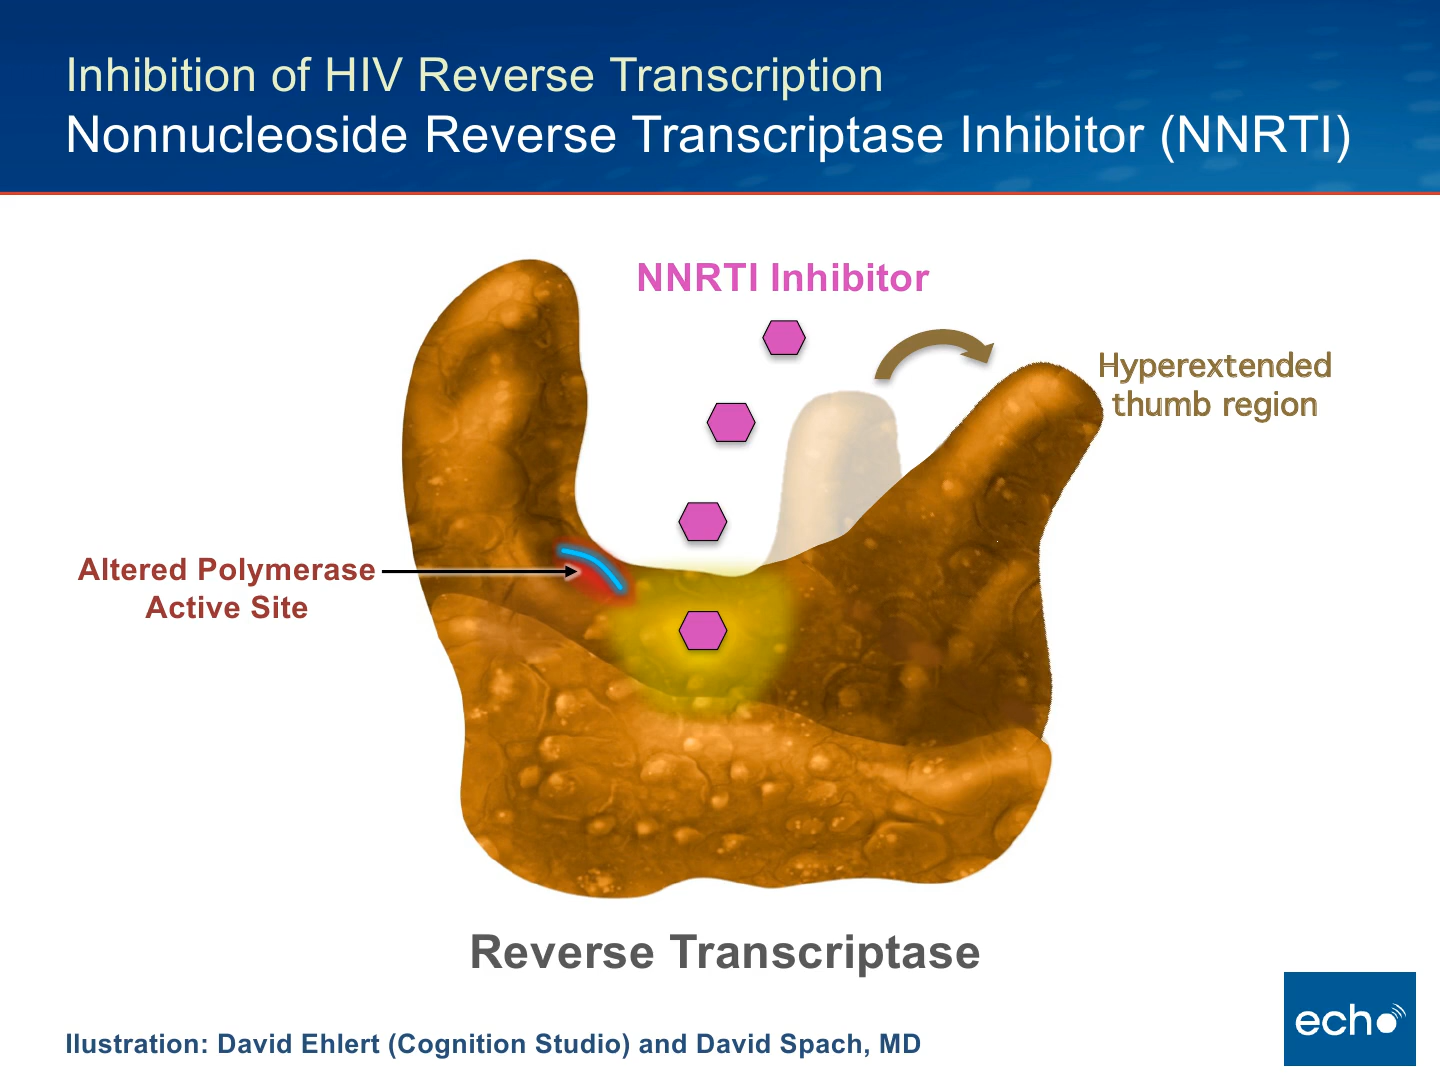 Inhibition of HIV Reverse Transcription
Nonnucleoside Reverse Transcriptase Inhibitor (NNRTI)
NNRTI Inhibitor
Hyperextended
thumb region
Altered Polymerase
Active Site
Reverse Transcriptase
Ilustration: David Ehlert (Cognition Studio) and David Spach, MD
echo